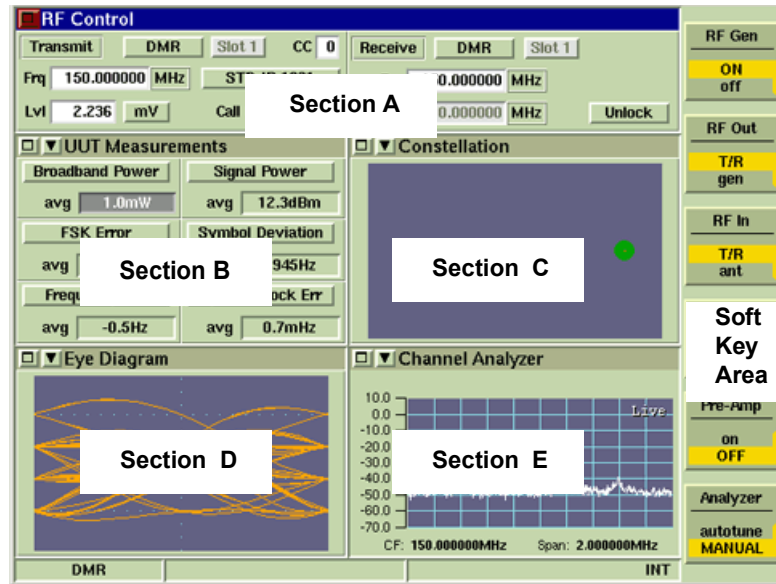 RF Control
Transmit DMR Slot 1 CC 0
Frq 150.000000 MHz
Lvl 2.236 mV Call
Receive DMR Slot 1
0.000000 MHz
0.000000 MHz Unlock
Section A
UUT Measurements
Broadband Power Signal Power
avg 1.0mW avg 12.3dBm
FSK Error Symbol Deviation
avg 945Hz
Section B
ock Err
avg -0.5Hz avg 0.7mHz
Constellation
Section C
Eye Diagram
Section D
Channel Analyzer
Live
10.0
0.0
-10.0
-20.0
-30.0
-40.0
-50.0
-60.0
-70.0
Section E
CF: 150.000000MHz Span: 2.000000MHz
DMR INT
RF Gen
ON
off
RF Out
T/R
gen
RF In
T/R
ant
Soft
Key
Area
Pre-Amp
on
OFF
Analyzer
autotune
MANUAL